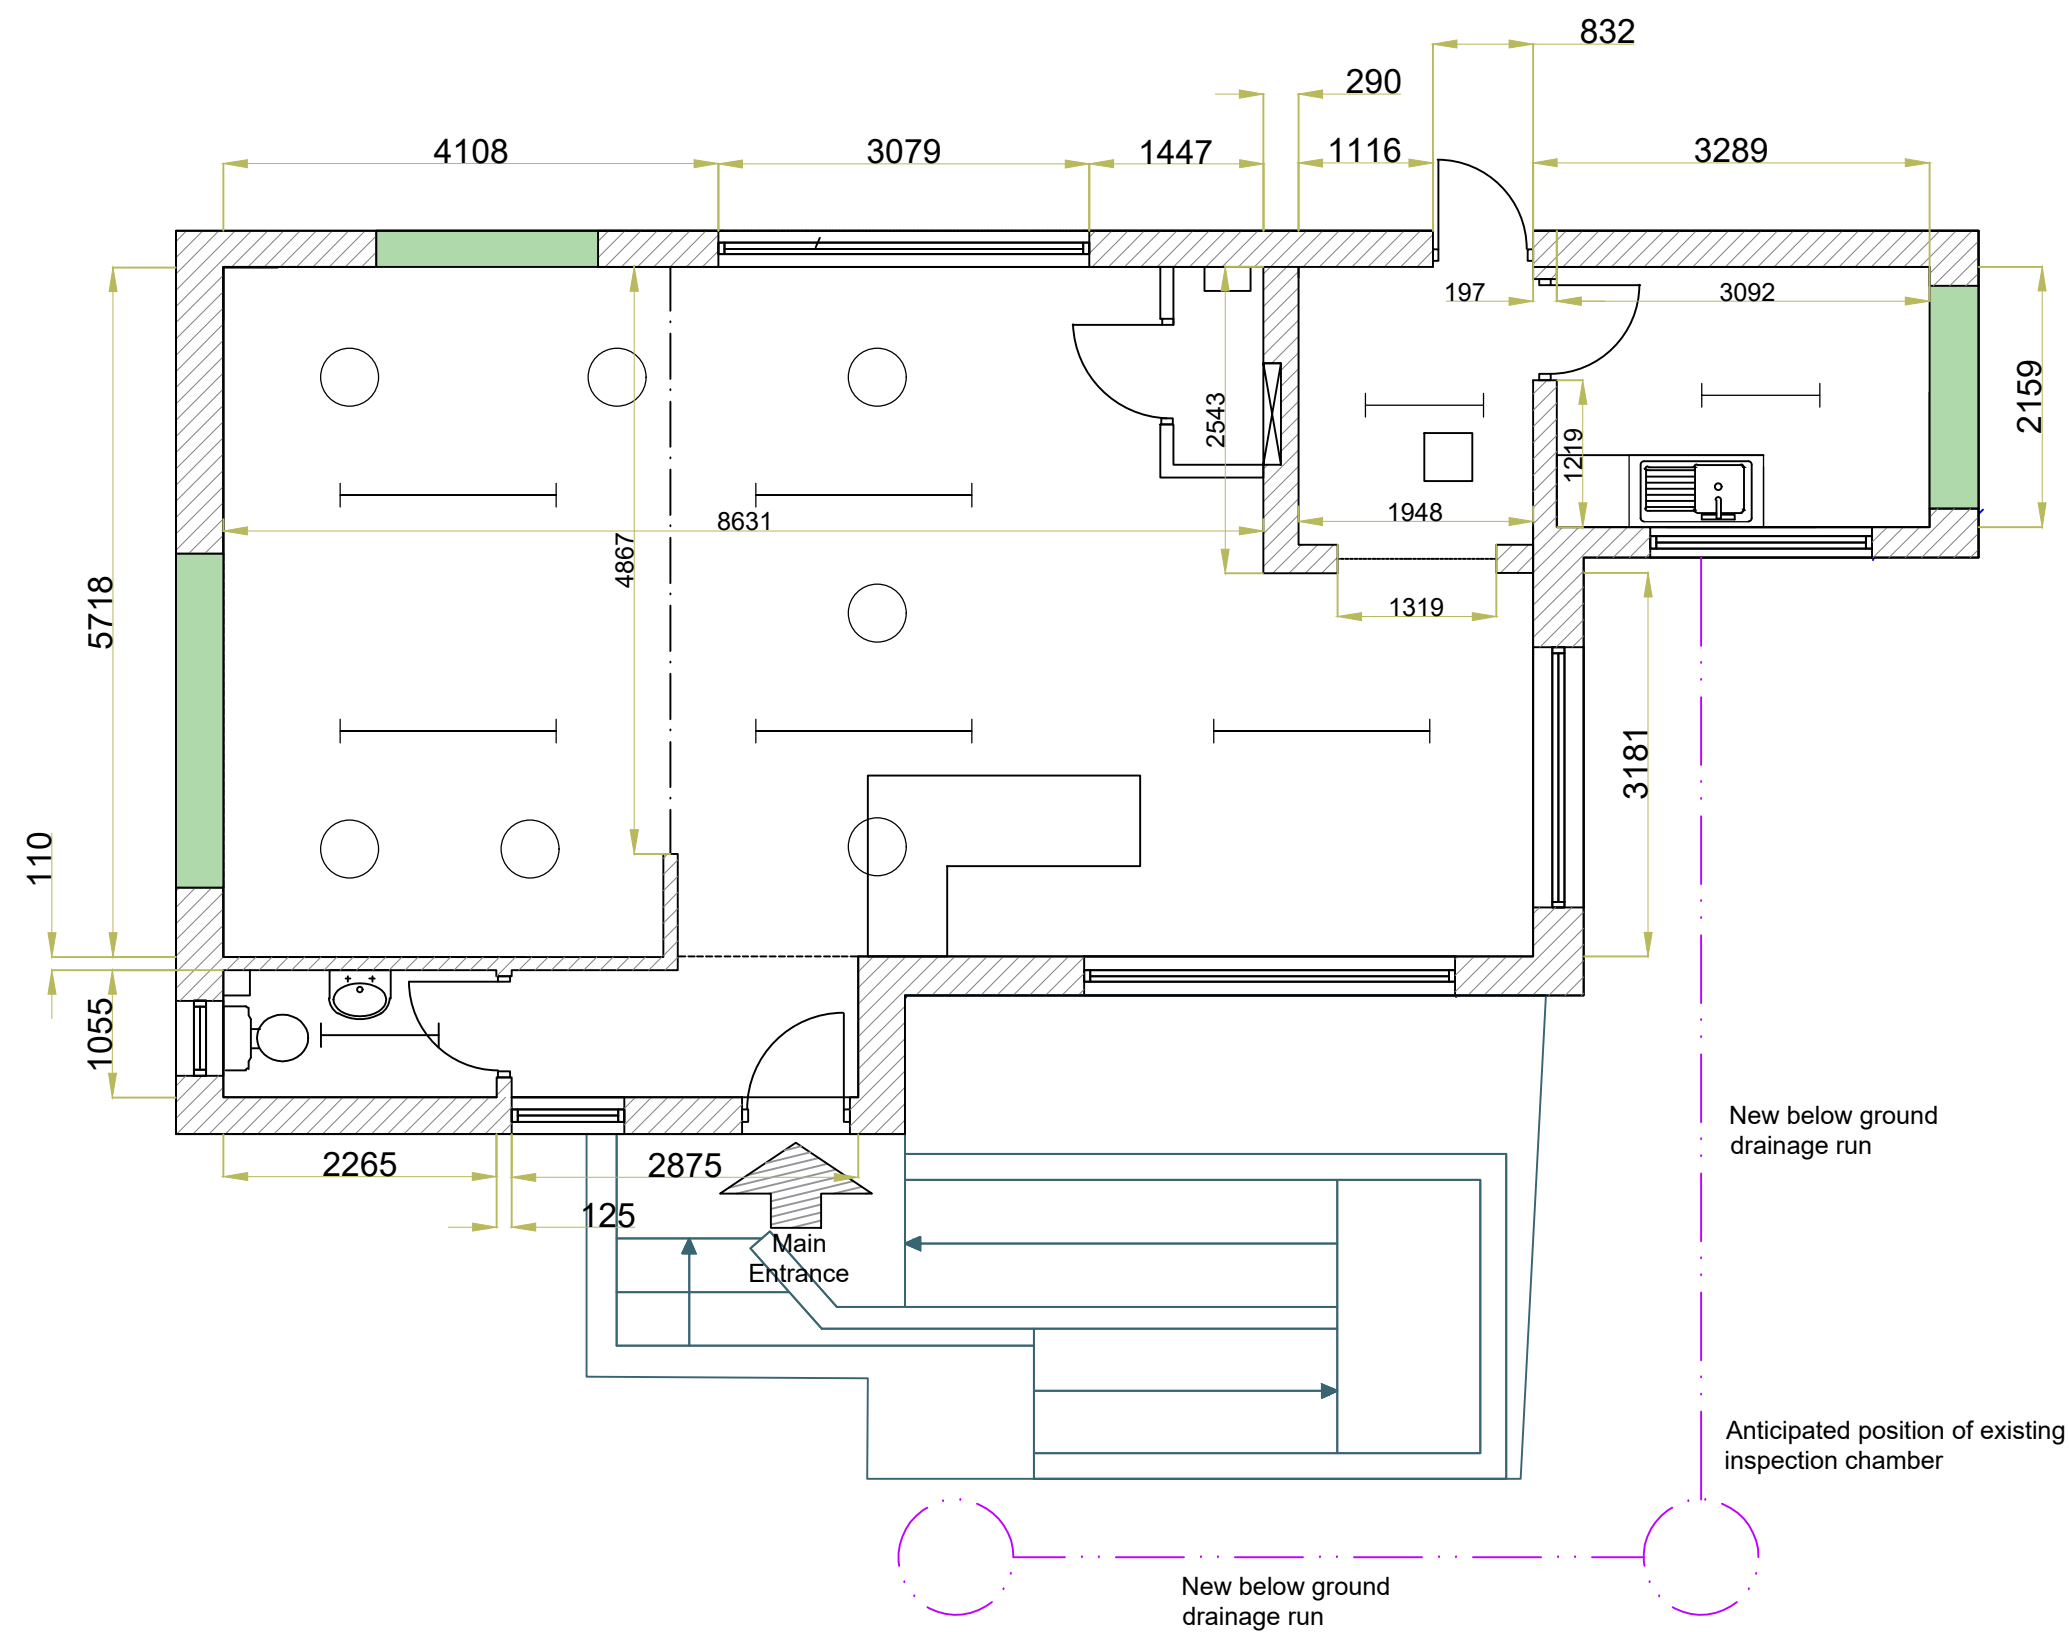 832
290
4108
3079
1447
1116
3289
197
3092
2159
2543
1219
8631
1948
4867
5718
1319
3181
110
1055
New below ground
drainage run
2265
2875
125
Main
Entrance
Anticipated position of existing
inspection chamber
New below ground
drainage run